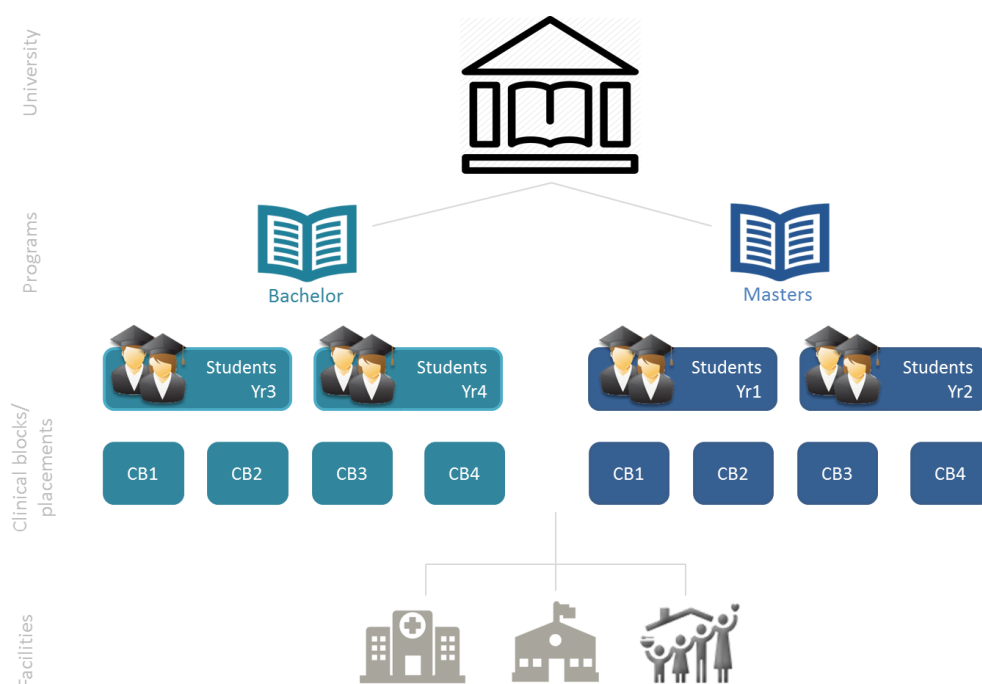 University
Programs
Bachelor
Masters
Students
Yr3
Students
Yr4
Students
Yr1
Students
Yr2
Clinical blocks/
placements
CB1
CB2
CB3
CB4
CB1
CB2
CB3
CB4
Facilities